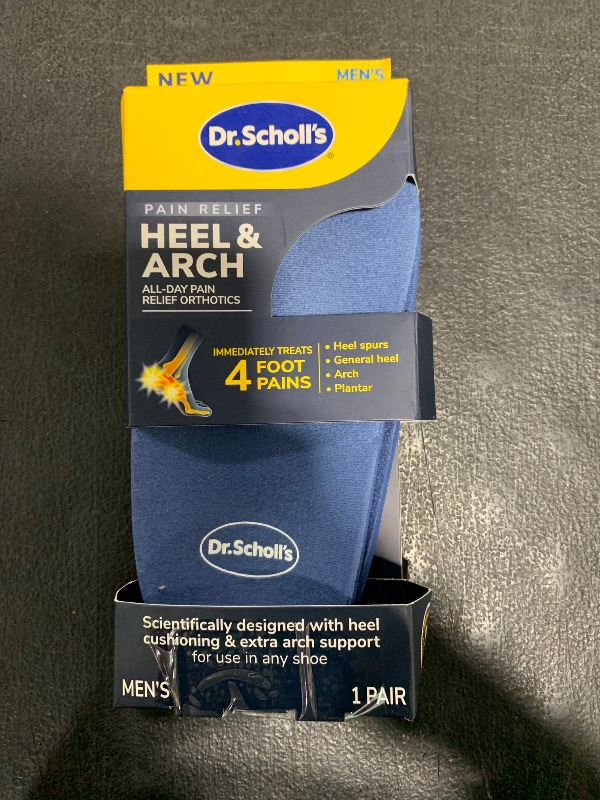 NEW MEN'S
Dr.Scholl's®
PAIN RELIEF
HEEL &
ARCH
ALL-DAY PAIN
RELIEF ORTHOTICS
IMMEDIATELY TREATS
4 FOOT
PAINS
• Heel spurs
• General heel
• Arch
• Plantar
Dr.Scholl's
Scientifically designed with heel
cushioning & extra arch support
for use in any shoe
MEN'S 1 PAIR